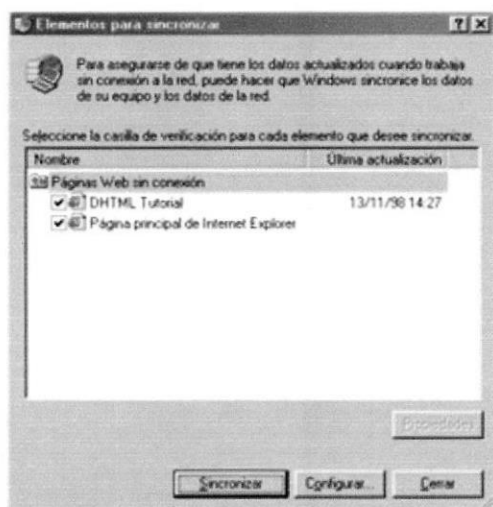 Elementos para sincronizar
Para asegurarse de que tiene los datos actualizados cuando trabaja
sin conexión a la red, puede hacer que Windows sincronice los datos
de su equipo y los datos de la red.
Seleccione la casilla de verificación para cada elemento que desee sincronizar.
Nombre Última actualización
Páginas Web sin conexión
DHTML Tutorial 13/11/98 14:27
Página principal de Internet Explorer
Propiedades
Sincronizar Configurar... Cerrar